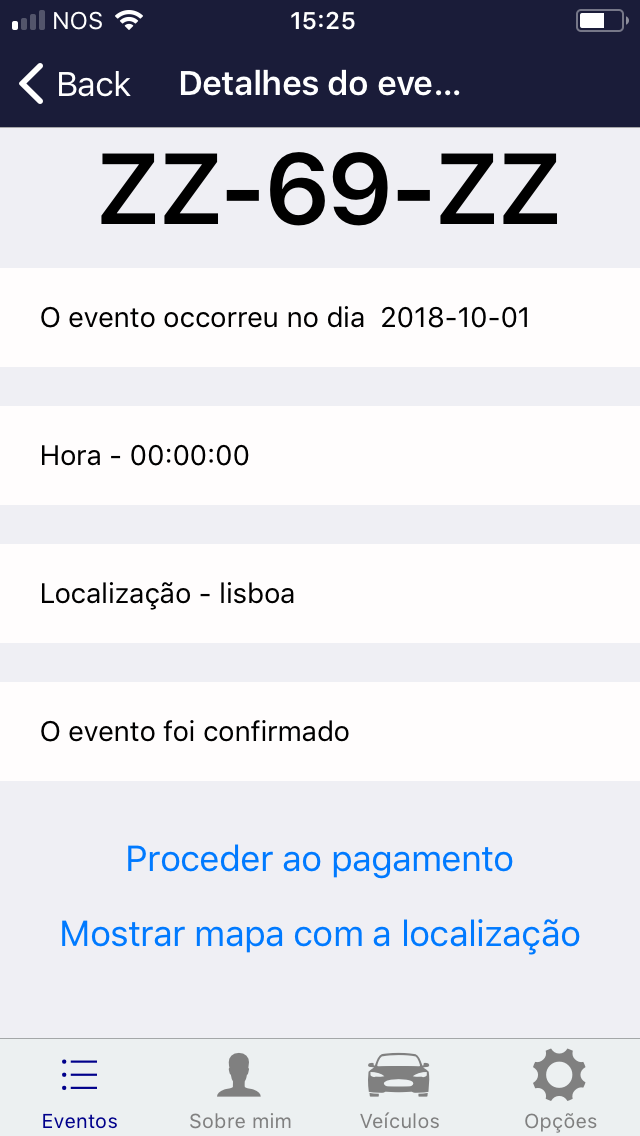 NOS 15:25
Back Detalhes do eve...
ZZ-69-ZZ
O evento occorreu no dia 2018-10-01
Hora - 00:00:00
Localização - lisboa
O evento foi confirmado
Proceder ao pagamento
Mostrar mapa com a localização
Eventos Sobre mim Veículos Opções